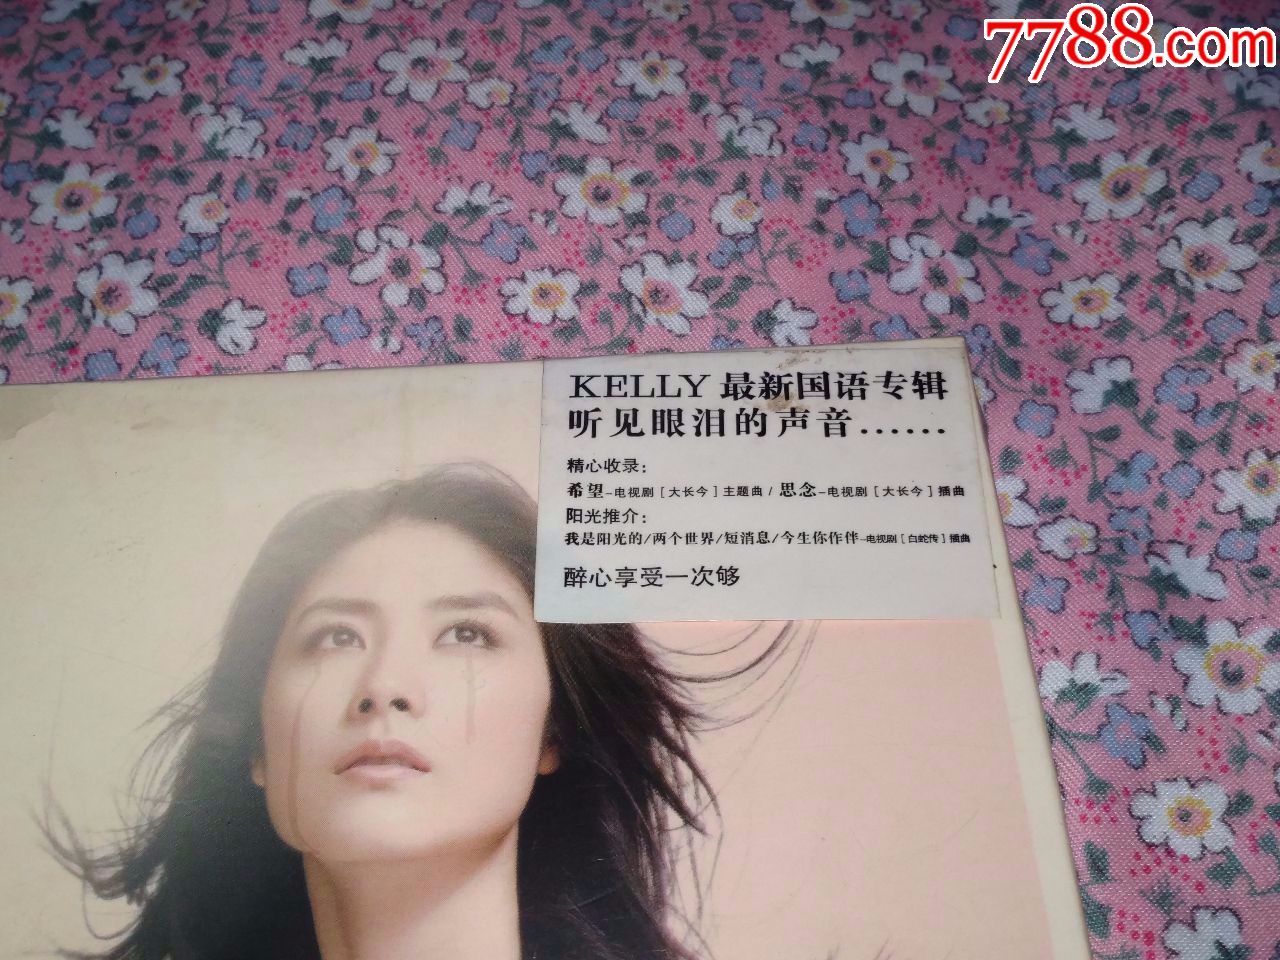 7788.com
KELLY 最新国语专辑
听见眼泪的声音......
精心收录:
希望-电视剧[大长今]主题曲/思念-电视剧[大长今]插曲
阳光推介:
我是阳光的/两个世界/短消息/今生你作伴-电视剧[白蛇传]插曲
醉心享受一次够